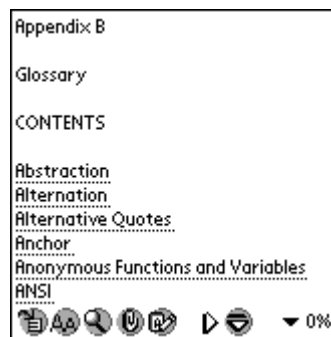 Appendix B
Glossary
CONTENTS
Abstraction
Alternation
Alternative Quotes
Anchor
Anonymous Functions and Variables
ANSI
0%